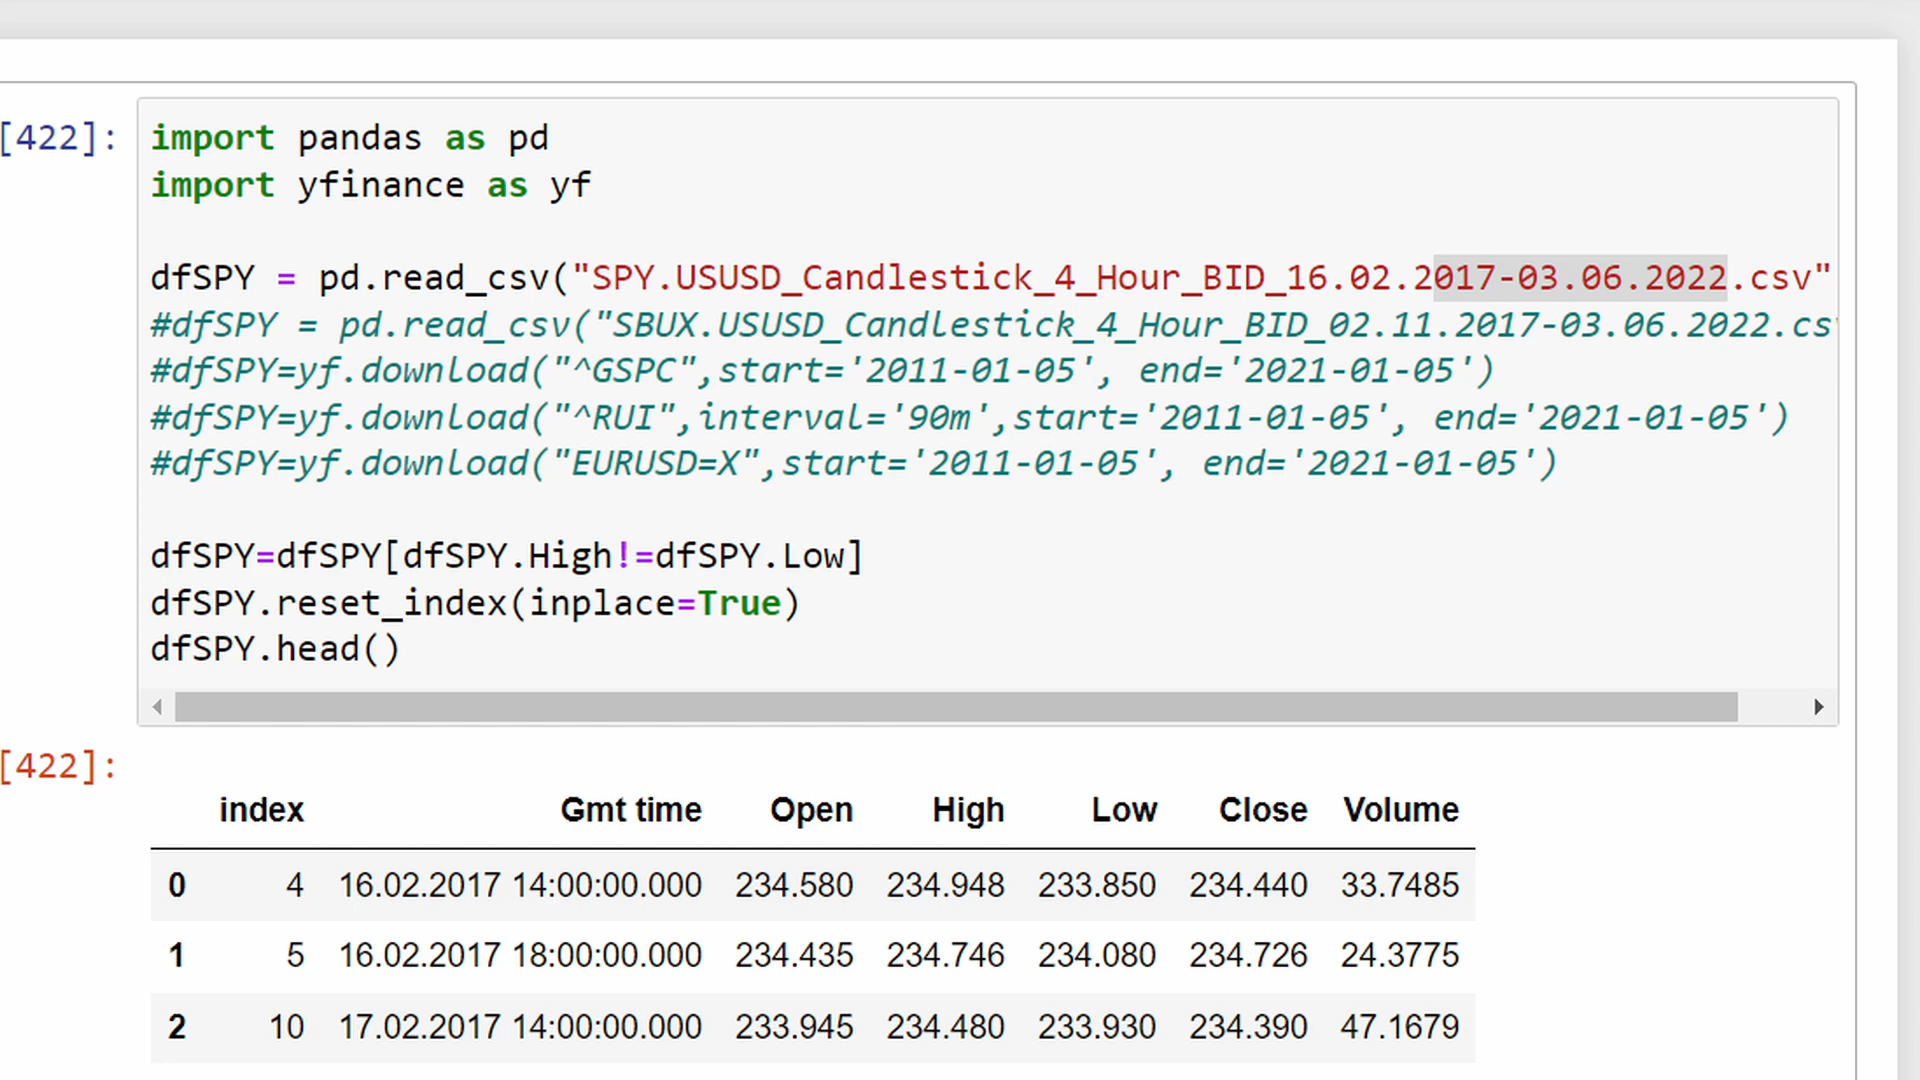 [422]:
import pandas as pd
import yfinance as yf
dfSPY = pd.read_csv("SPY.USUSD_Candlestick_4_Hour_BID_16.02.2017-03.06.2022.csv"
#dfSPY = pd.read_csv("SBUX.USUSD_Candlestick_4_Hour_BID_02.11.2017-03.06.2022.cs
#dfSPY=yf.download("^GSPC",start='2011-01-05', end='2021-01-05')
#dfSPY=yf.download("^RUI",interval='90m',start='2011-01-05', end='2021-01-05')
#dfSPY=yf.download("EURUSD=X",start='2011-01-05', end='2021-01-05')
dfSPY=dfSPY[dfSPY.High!=dfSPY.Low]
dfSPY.reset_index(inplace=True)
dfSPY.head()
[422]:
index Gmt time Open High Low Close Volume
0 4 16.02.2017 14:00:00.000 234.580 234.948 233.850 234.440 33.7485
1 5 16.02.2017 18:00:00.000 234.435 234.746 234.080 234.726 24.3775
2 10 17.02.2017 14:00:00.000 233.945 234.480 233.930 234.390 47.1679